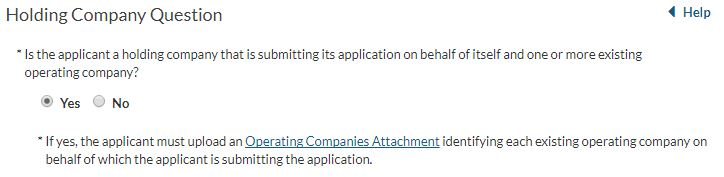 Holding Company Question
Help
* Is the applicant a holding company that is submitting its application on behalf of itself and one or more existing
operating company?
Yes No
* If yes, the applicant must upload an Operating Companies Attachment identifying each existing operating company on
behalf of which the applicant is submitting the application.